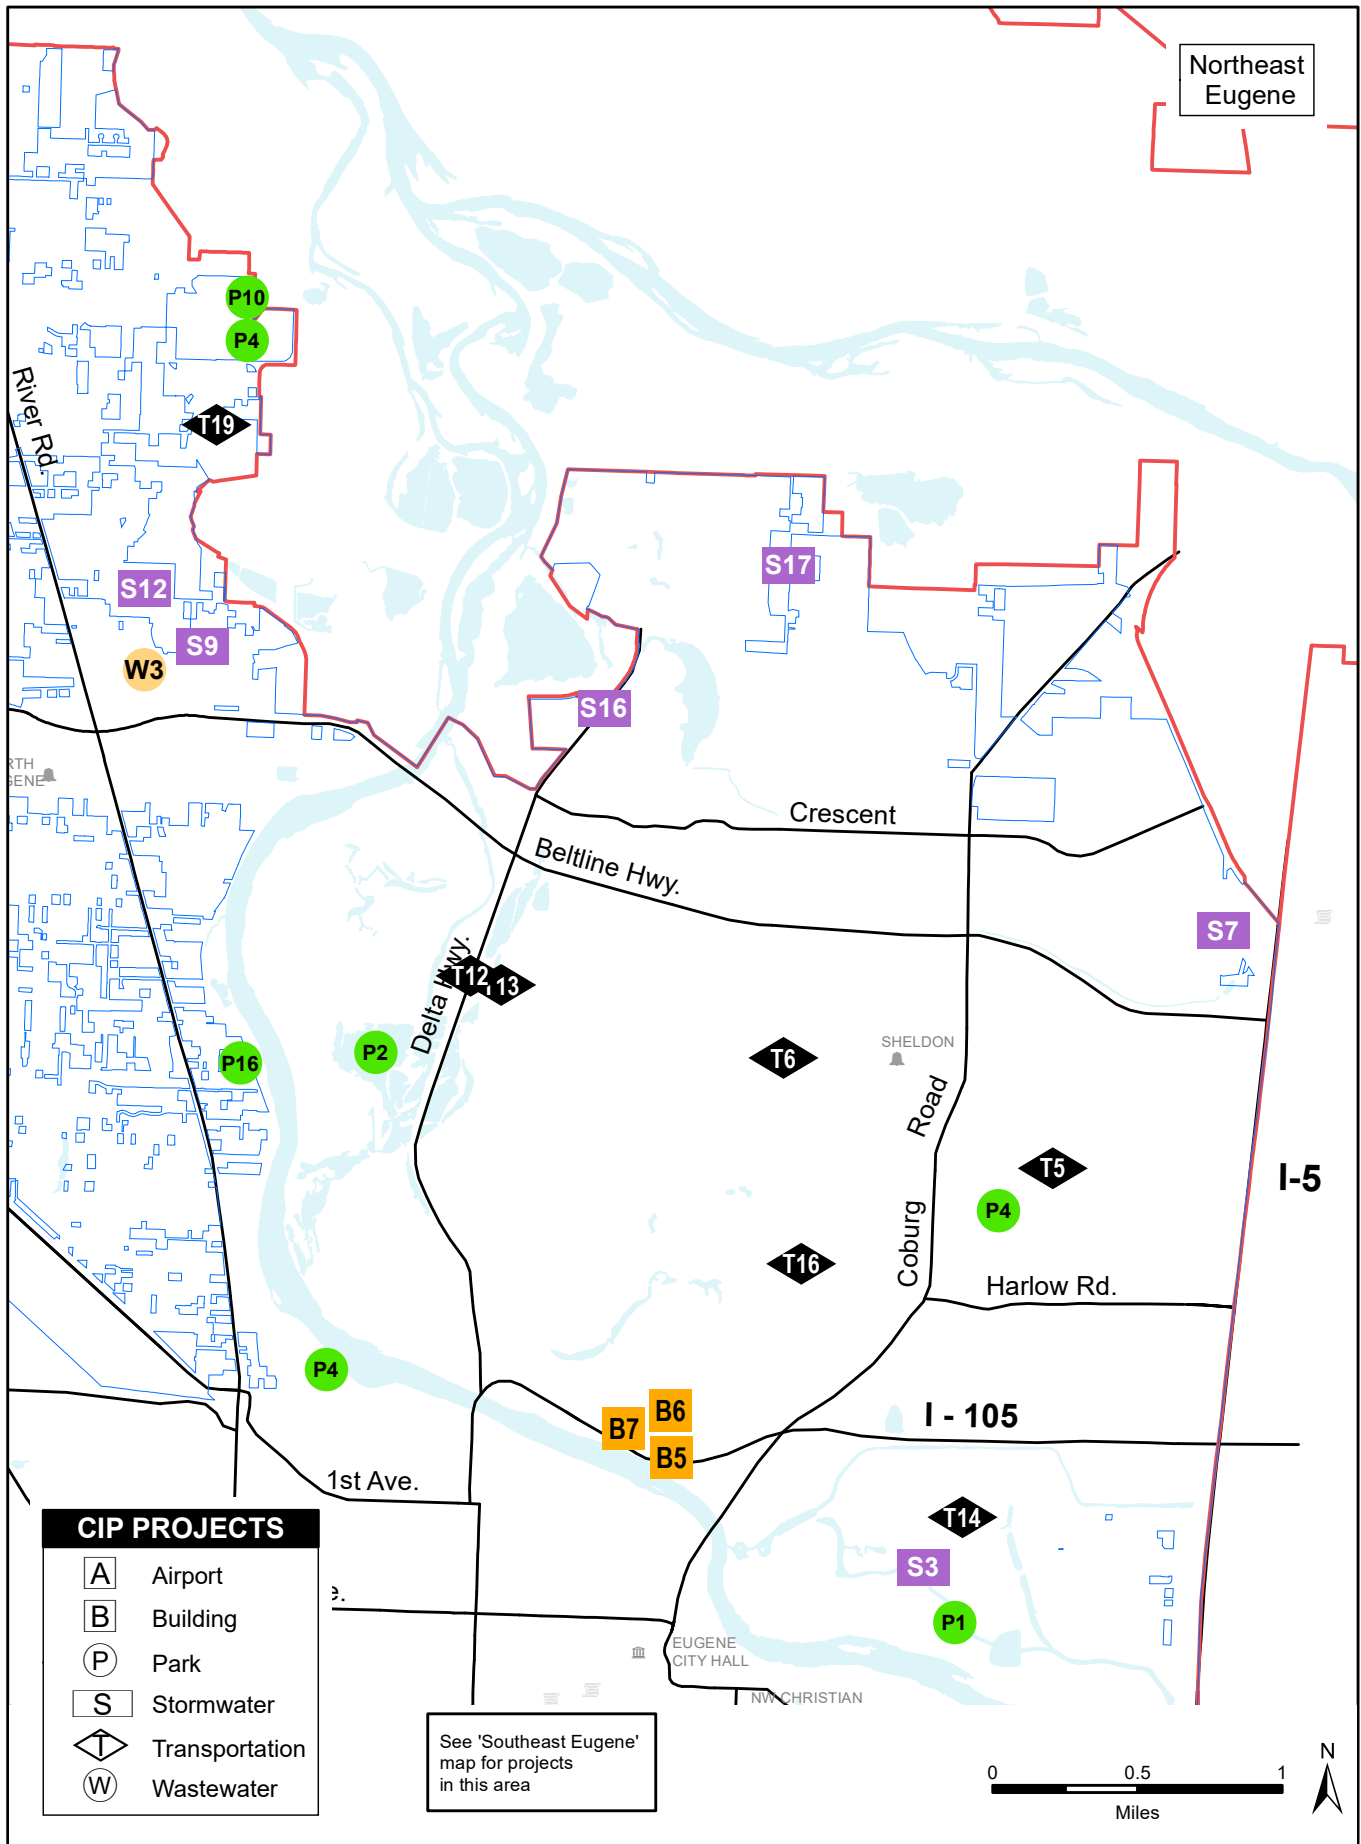 Northeast
Eugene
P10
P4
River Rd.
T19
S17
S12
S9
W3
S16
RTH
GENE
Crescent
Beltline Hwy.
S7
Delta Hwy.
T12
13
SHELDON
P2
T6
P16
Road
T5
I-5
P4
Coburg
T16
Harlow Rd.
P4
B6
I - 105
B7
B5
1st Ave.
T14
S3
P1
CIP PROJECTS
A Airport
B Building
P Park
S Stormwater
T Transportation
W Wastewater
e.
EUGENE
CITY HALL
NW CHRISTIAN
See 'Southeast Eugene'
map for projects
in this area
0 0.5 1
Miles
N